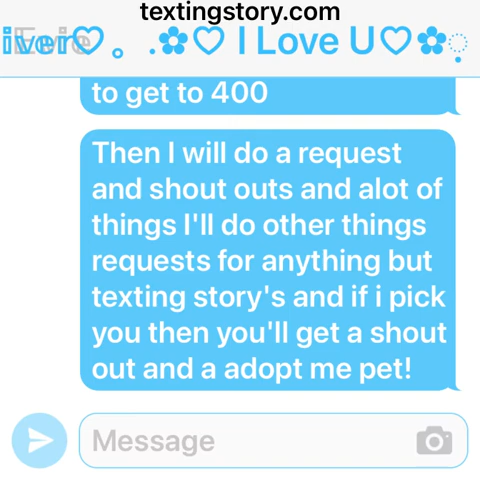 textingstory.com
I Love U
to get to 400
Then I will do a request
and shout outs and alot of
things I'll do other things
requests for anything but
texting story's and if i pick
you then you'll get a shout
out and a adopt me pet!
Message